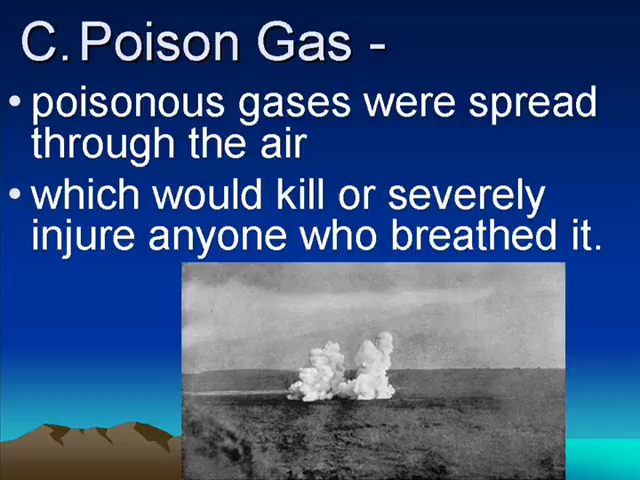 C. Poison Gas -
• poisonous gases were spread
through the air
• which would kill or severely
injure anyone who breathed it.